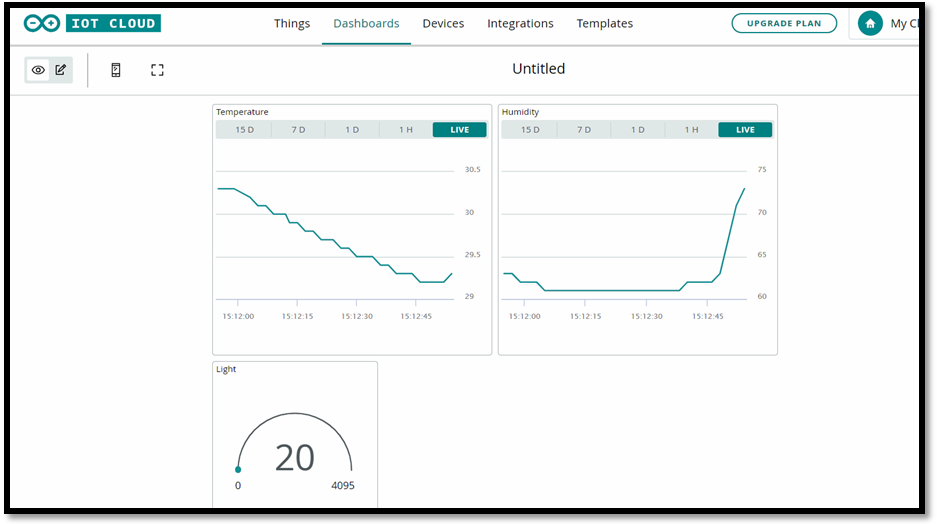 IOT CLOUD Things Dashboards Devices Integrations Templates UPGRADE PLAN My Cl
Untitled
Temperature
15 D 7 D 1 D 1 H LIVE
30.5
30
29.5
29
15:12:00 15:12:15 15:12:30 15:12:45
Humidity
15 D 7 D 1 D 1 H LIVE
75
70
65
60
15:12:00 15:12:15 15:12:30 15:12:45
Light
20
0 4095